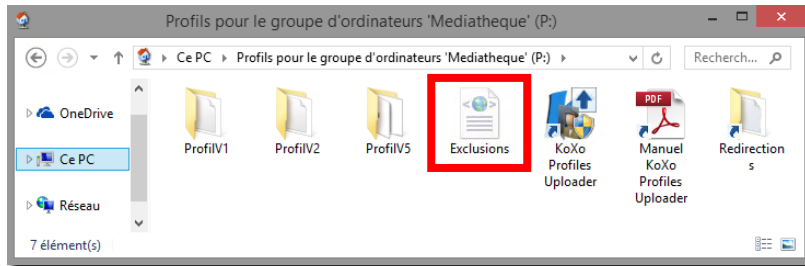 Profils pour le groupe d'ordinateurs 'Mediatheque' (P:)
Ce PC Profils pour le groupe d'ordinateurs 'Mediatheque' (P:)
Recherch...
OneDrive
Ce PC
Réseau
ProfilV1
ProfilV2
ProfilV5
Exclusions
KoXo
Profiles
Uploader
PDF
Manuel
KoXo
Profiles
Uploader
Redirection
s
7 élément(s)